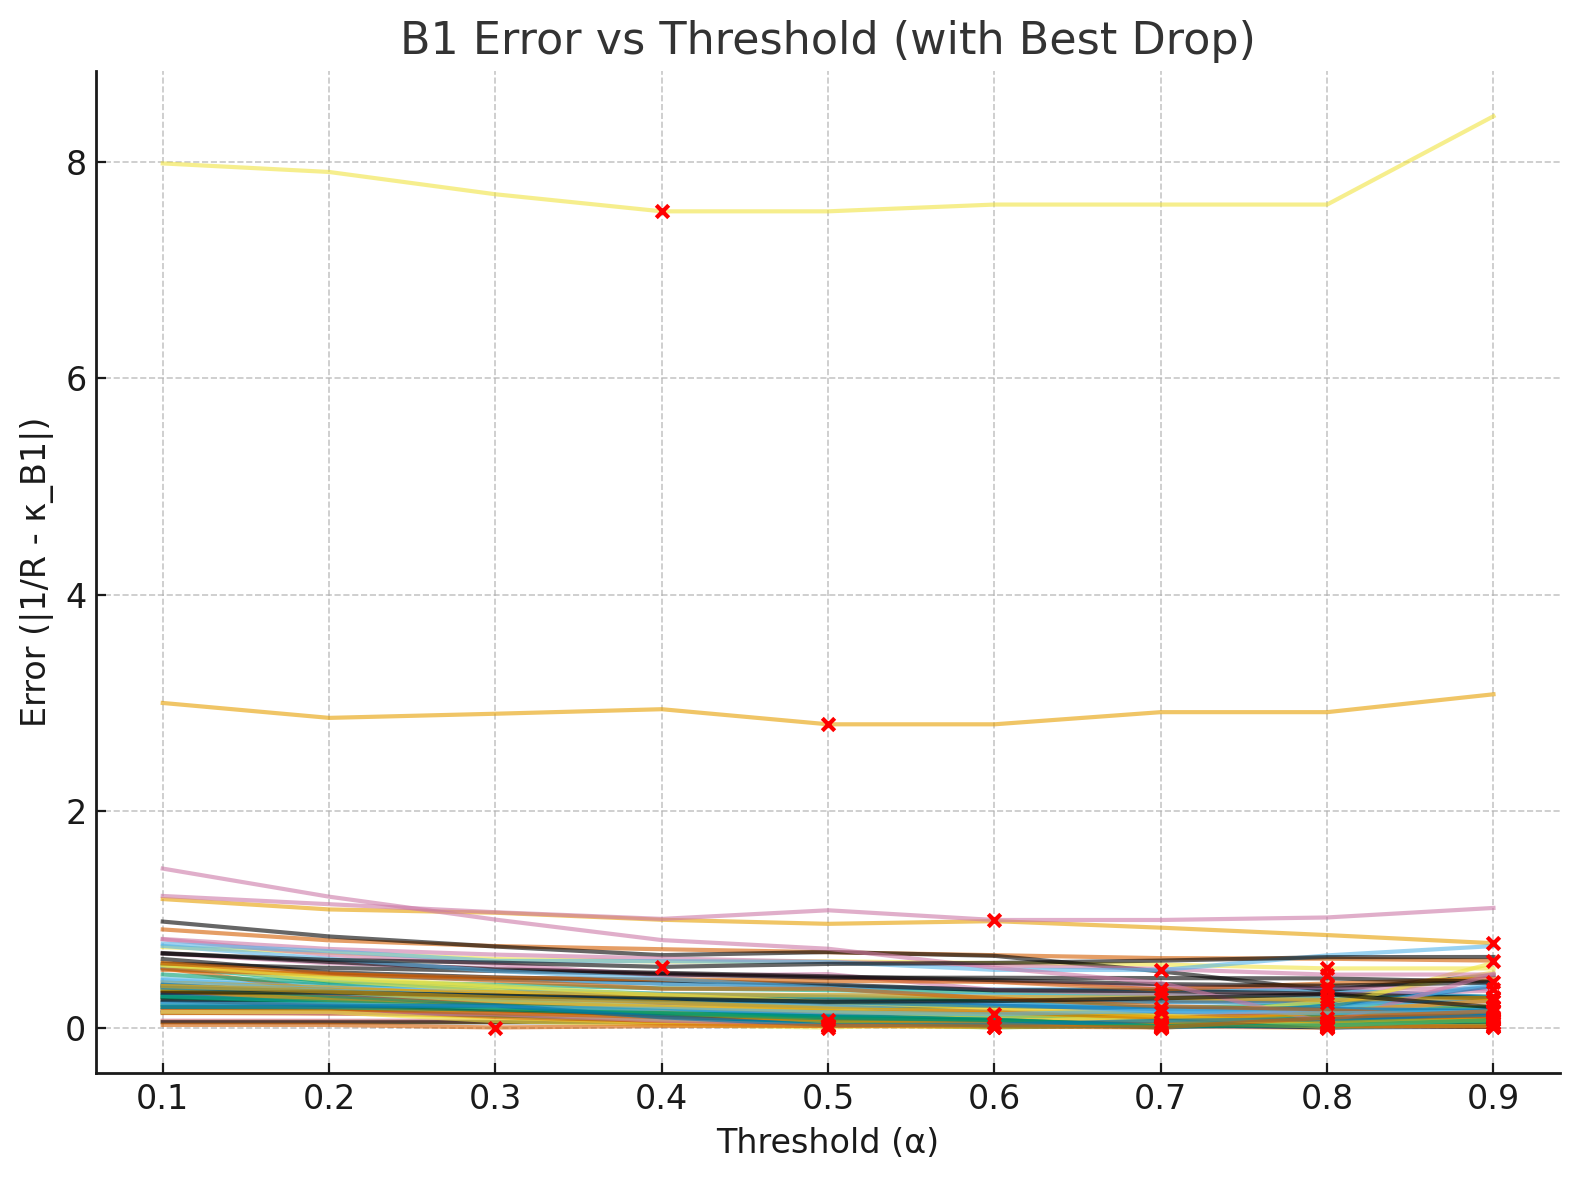 B1 Error vs Threshold (with Best Drop)
Error (|1/R - κ_B1|)
8
6
4
2
0
0.1 0.2 0.3 0.4 0.5 0.6 0.7 0.8 0.9
Threshold (α)